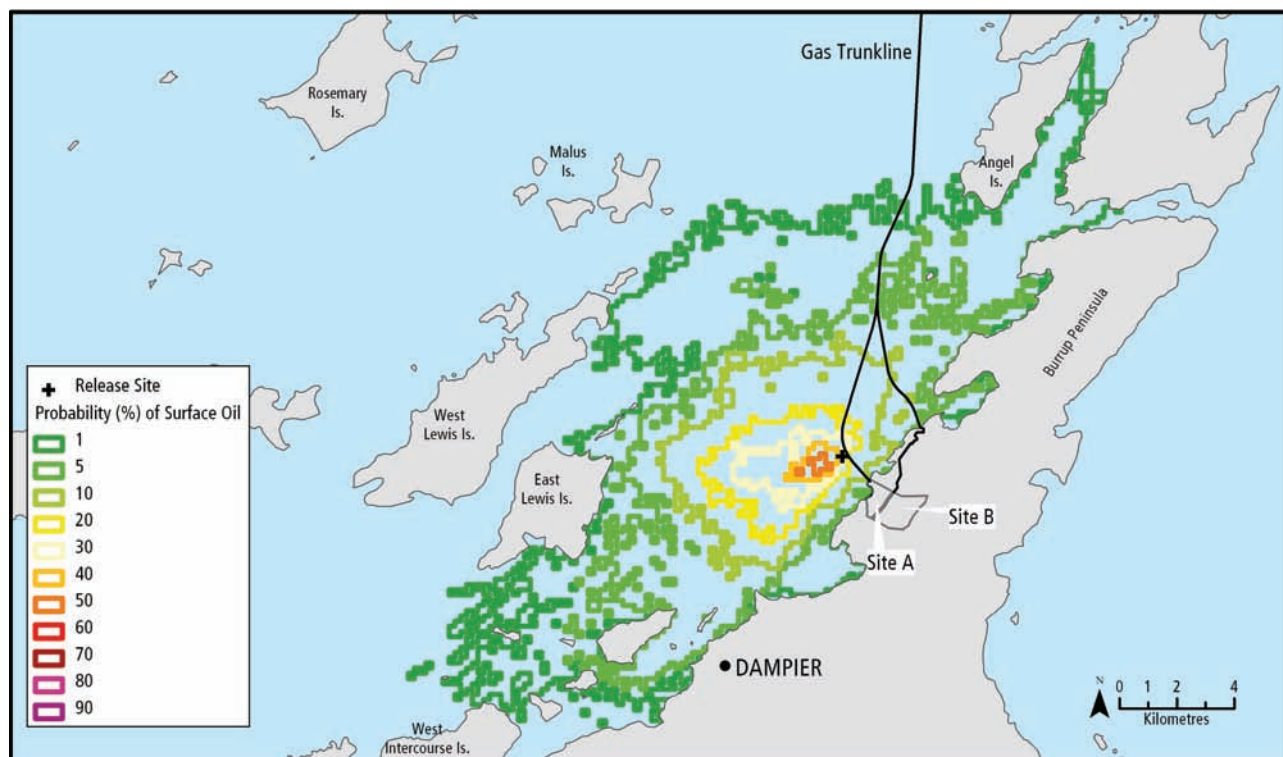 Gas Trunkline
Rosemary
Is.
Malus
Is.
Angel
Is.
Burrup Peninsula
West
Lewis Is.
East
Lewis Is.
Site B
Site A
DAMPIER
West
Intercourse Is.
Release Site
Probability (%) of Surface Oil
1
5
10
20
30
40
50
60
70
80
90
N
0 1 2 4
Kilometres